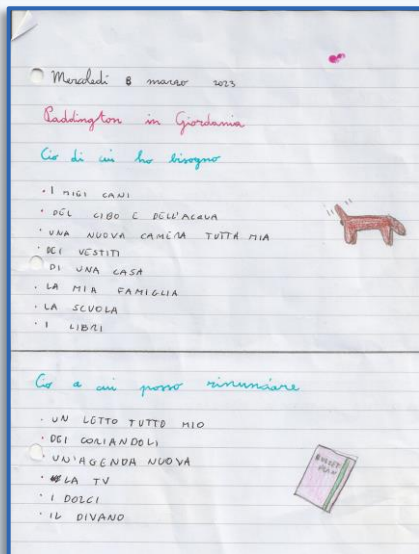 Mercoledì 8 marzo 2023
Paddington in Giordania
Ciò di cui ho bisogno
· I MIEI CANI
· DEL CIBO E DELL'ACQUA
· UNA NUOVA CAMERA TUTTA MIA
· DEI VESTITI
DI UNA CASA
· LA MIA FAMIGLIA
· LA SCUOLA
· I LIBRI
Ciò a cui posso rinunciare
· UN LETTO TUTTO MIO
· DEI CORIANDOLI
· UN'AGENDA NUOVA
· LA TV
· I DOLCI
· IL DIVANO